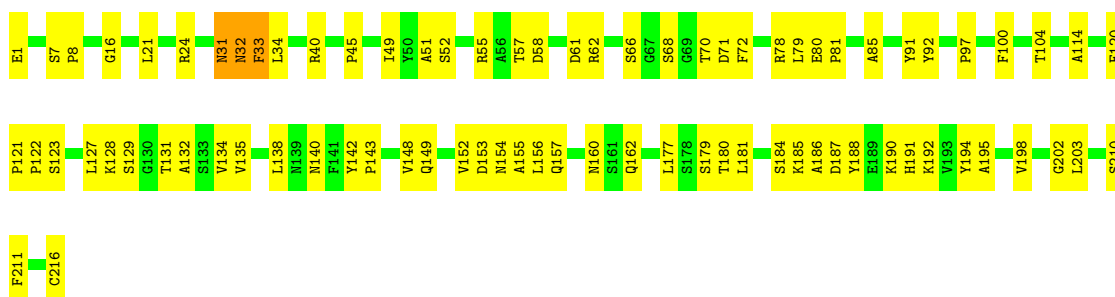 E1 S7 P8 G16 L21 R24 N31 N32 F33 L34 R40 P45 I49 Y50 A51 S52 R55 A56 T57 D58 D61 R62 S66 G67 S68 G69 T70 D71 F72 R78 L79 E80 P81 A85 Y91 Y92 P97 F100 T104 A114 F120
P121 P122 S123 L127 K128 S129 G130 T131 A132 S133 V134 V135 L138 N139 N140 F141 Y142 P143 V148 Q149 V152 D153 N154 A155 L156 Q157 N160 S161 Q162 L177 S178 S179 T180 L181 S184 K185 A186 D187 Y188 E189 K190 H191 K192 V193 Y194 A195 V198 G202 L203 S210
F211 C216